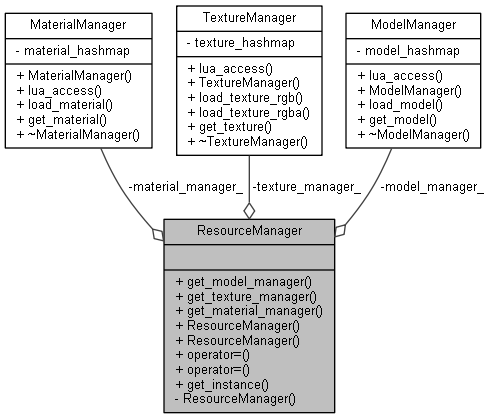 MaterialManager
- material_hashmap
+ MaterialManager()
+ lua_access()
+ load_material()
+ get_material()
+ ~MaterialManager()
TextureManager
- texture_hashmap
+ lua_access()
+ TextureManager()
+ load_texture_rgb()
+ load_texture_rgba()
+ get_texture()
+ ~TextureManager()
ModelManager
- model_hashmap
+ lua_access()
+ ModelManager()
+ load_model()
+ get_model()
+ ~ModelManager()
-material_manager_
-texture_manager_
-model_manager_
ResourceManager
+ get_model_manager()
+ get_texture_manager()
+ get_material_manager()
+ ResourceManager()
+ ResourceManager()
+ operator=()
+ operator=()
+ get_instance()
- ResourceManager()